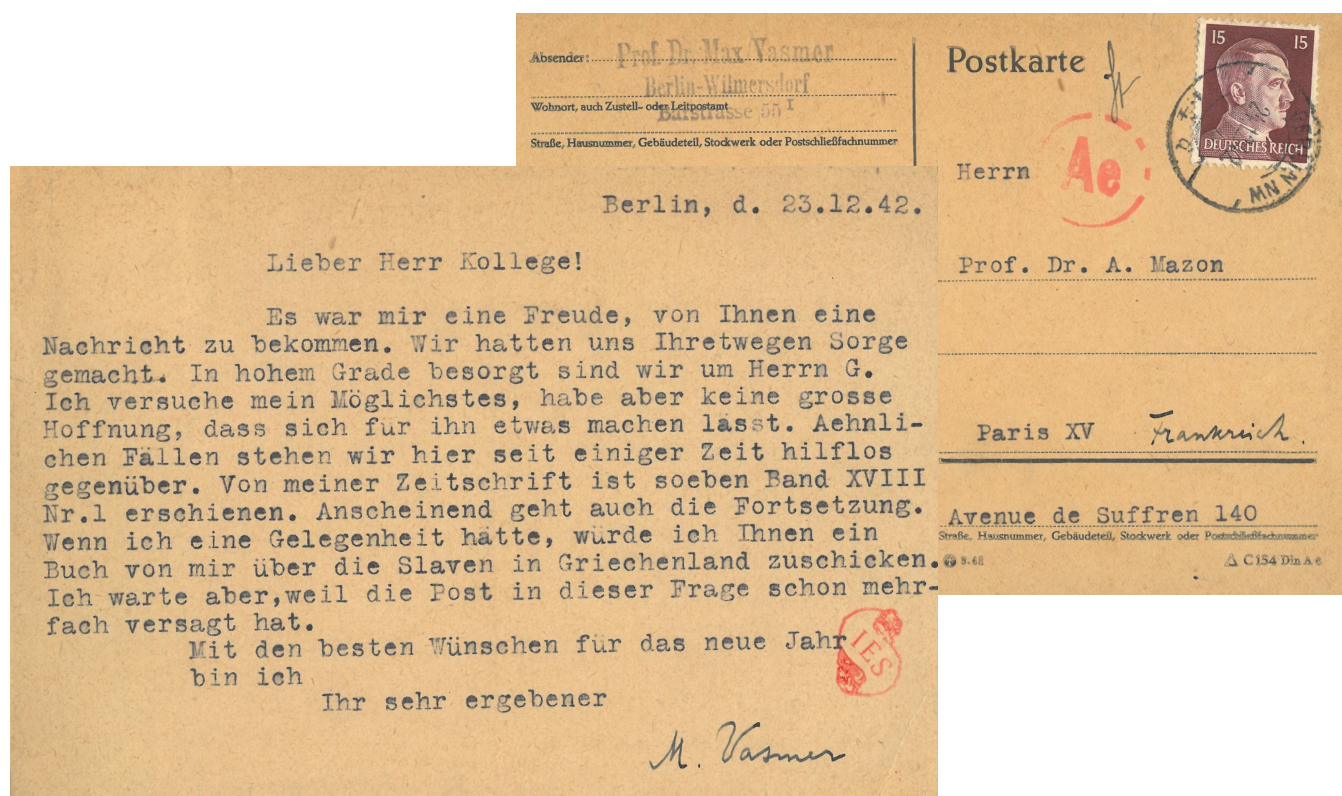 Absender: Prof. Dr. Max Vasmer
Berlin-Wilmersdorf
Wohnort, auch Zustell- oder Leitpostamt
Barstrasse 55 I
Straße, Hausnummer, Gebäudeteil, Stockwerk oder Postschließfachnummer
Postkarte
15 15
DEUTSCHES REICH
BERLIN NW
Ae
Herrn
Prof. Dr. A. Mazon
Paris XV Frankreich.
Avenue de Suffren 140
Straße, Hausnummer, Gebäudeteil, Stockwerk oder Postschließfachnummer
C154 Din A 6
Berlin, d. 23.12.42.
Lieber Herr Kollege!
Es war mir eine Freude, von Ihnen eine
Nachricht zu bekommen. Wir hatten uns Ihretwegen Sorge
gemacht. In hohem Grade besorgt sind wir um Herrn G.
Ich versuche mein Möglichstes, habe aber keine grosse
Hoffnung, dass sich für ihn etwas machen lässt. Aehnli-
chen Fällen stehen wir hier seit einiger Zeit hilflos
gegenüber. Von meiner Zeitschrift ist soeben Band XVIII
Nr.1 erschienen. Anscheinend geht auch die Fortsetzung.
Wenn ich eine Gelegenheit hätte, würde ich Ihnen ein
Buch von mir über die Slaven in Griechenland zuschicken.
Ich warte aber,weil die Post in dieser Frage schon mehr-
fach versagt hat.
Mit den besten Wünschen für das neue Jahr
bin ich
Ihr sehr ergebener
M. Vasmer
IES